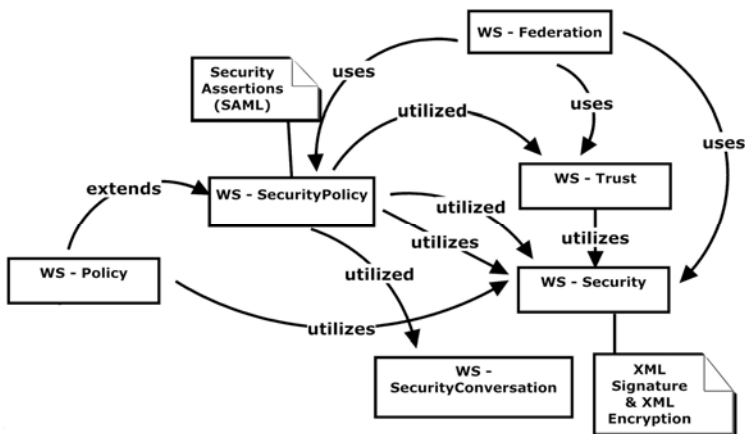 WS - Federation
Security
Assertions
(SAML)
uses
utilized
uses
uses
WS - Trust
extends
WS - SecurityPolicy
utilized
utilizes
utilizes
WS - Policy
utilized
WS - Security
utilizes
WS -
SecurityConversation
XML
Signature
& XML
Encryption